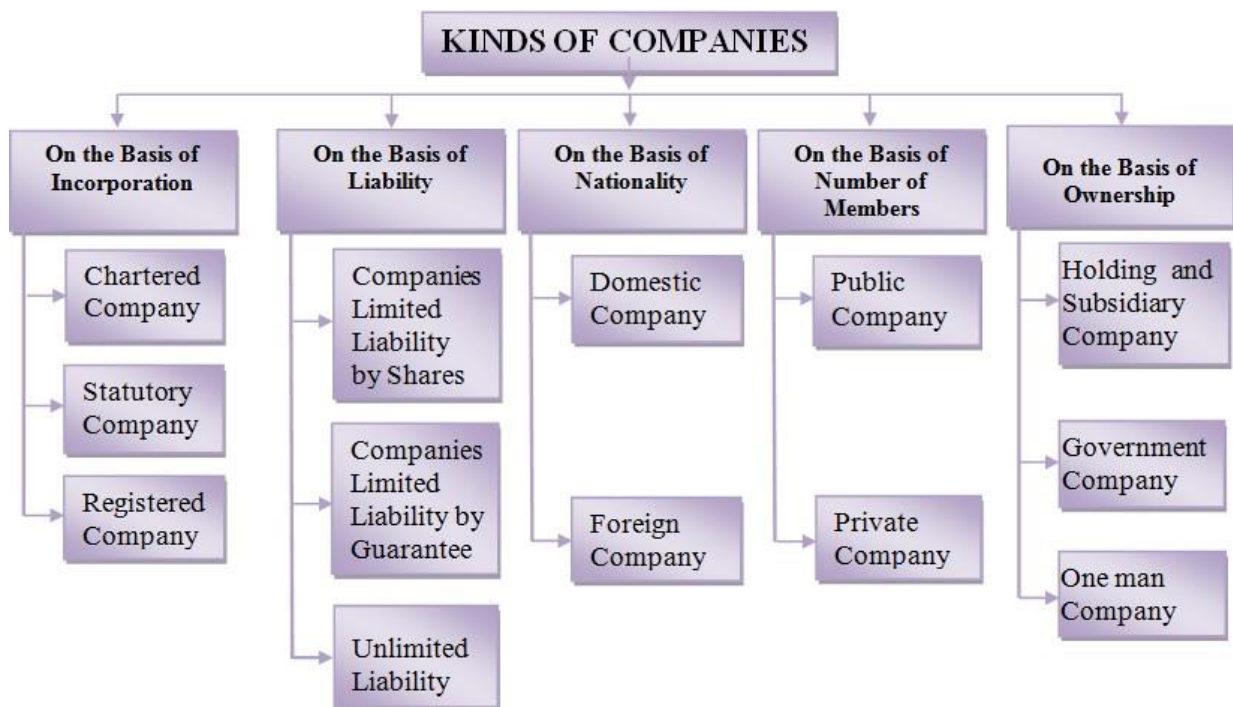 KINDS OF COMPANIES
On the Basis of
Incorporation
Chartered
Company
Statutory
Company
Registered
Company
On the Basis of
Liability
Companies
Limited
Liability
by Shares
Companies
Limited
Liability by
Guarantee
Unlimited
Liability
On the Basis of
Nationality
Domestic
Company
Foreign
Company
On the Basis of
Number of
Members
Public
Company
Private
Company
On the Basis of
Ownership
Holding and
Subsidiary
Company
Government
Company
One man
Company